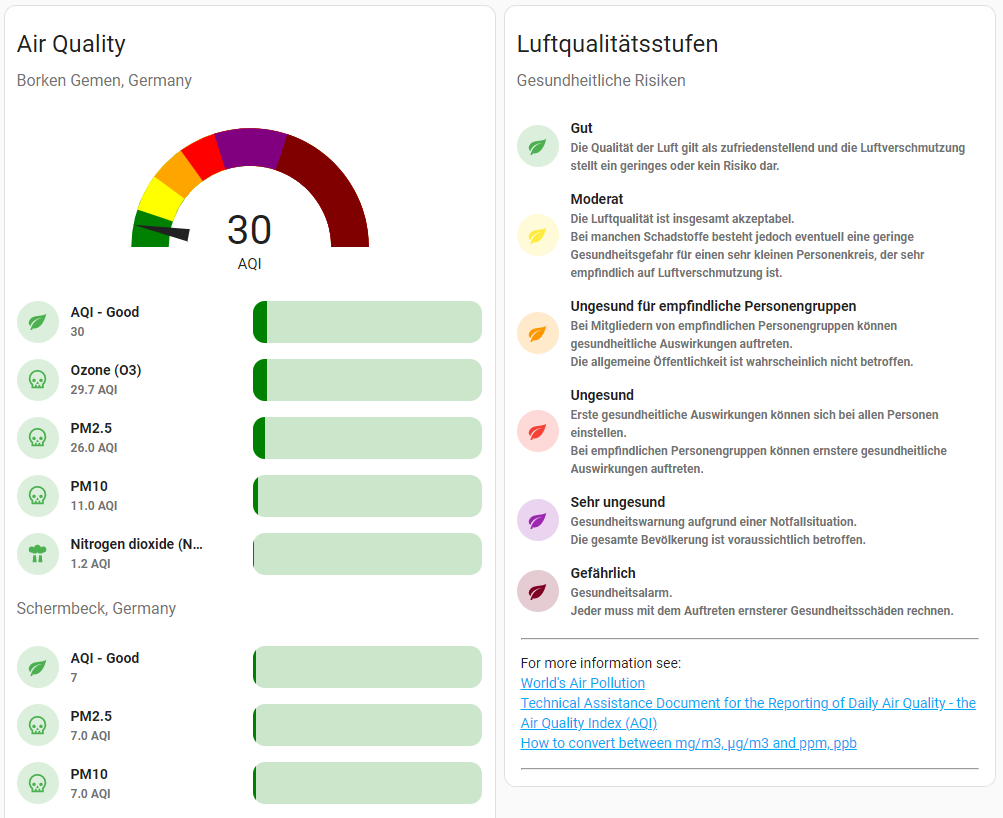 Air Quality
Borken Gemen, Germany
30
AQI
AQI - Good
30
Ozone (O3)
29.7 AQI
PM2.5
26.0 AQI
PM10
11.0 AQI
Nitrogen dioxide (N...
1.2 AQI
Schermbeck, Germany
AQI - Good
7
PM2.5
7.0 AQI
PM10
7.0 AQI
Luftqualitätsstufen
Gesundheitliche Risiken
Gut
Die Qualität der Luft gilt als zufriedenstellend und die Luftverschmutzung
stellt ein geringes oder kein Risiko dar.
Moderat
Die Luftqualität ist insgesamt akzeptabel.
Bei manchen Schadstoffe besteht jedoch eventuell eine geringe
Gesundheitsgefahr für einen sehr kleinen Personenkreis, der sehr
empfindlich auf Luftverschmutzung ist.
Ungesund für empfindliche Personengruppen
Bei Mitgliedern von empfindlichen Personengruppen können
gesundheitliche Auswirkungen auftreten.
Die allgemeine Öffentlichkeit ist wahrscheinlich nicht betroffen.
Ungesund
Erste gesundheitliche Auswirkungen können sich bei allen Personen
einstellen.
Bei empfindlichen Personengruppen können ernstere gesundheitliche
Auswirkungen auftreten.
Sehr ungesund
Gesundheitswarnung aufgrund einer Notfallsituation.
Die gesamte Bevölkerung ist voraussichtlich betroffen.
Gefährlich
Gesundheitsalarm.
Jeder muss mit dem Auftreten ernsterer Gesundheitsschäden rechnen.
For more information see:
World's Air Pollution
Technical Assistance Document for the Reporting of Daily Air Quality - the
Air Quality Index (AQI)
How to convert between mg/m3, µg/m3 and ppm, ppb